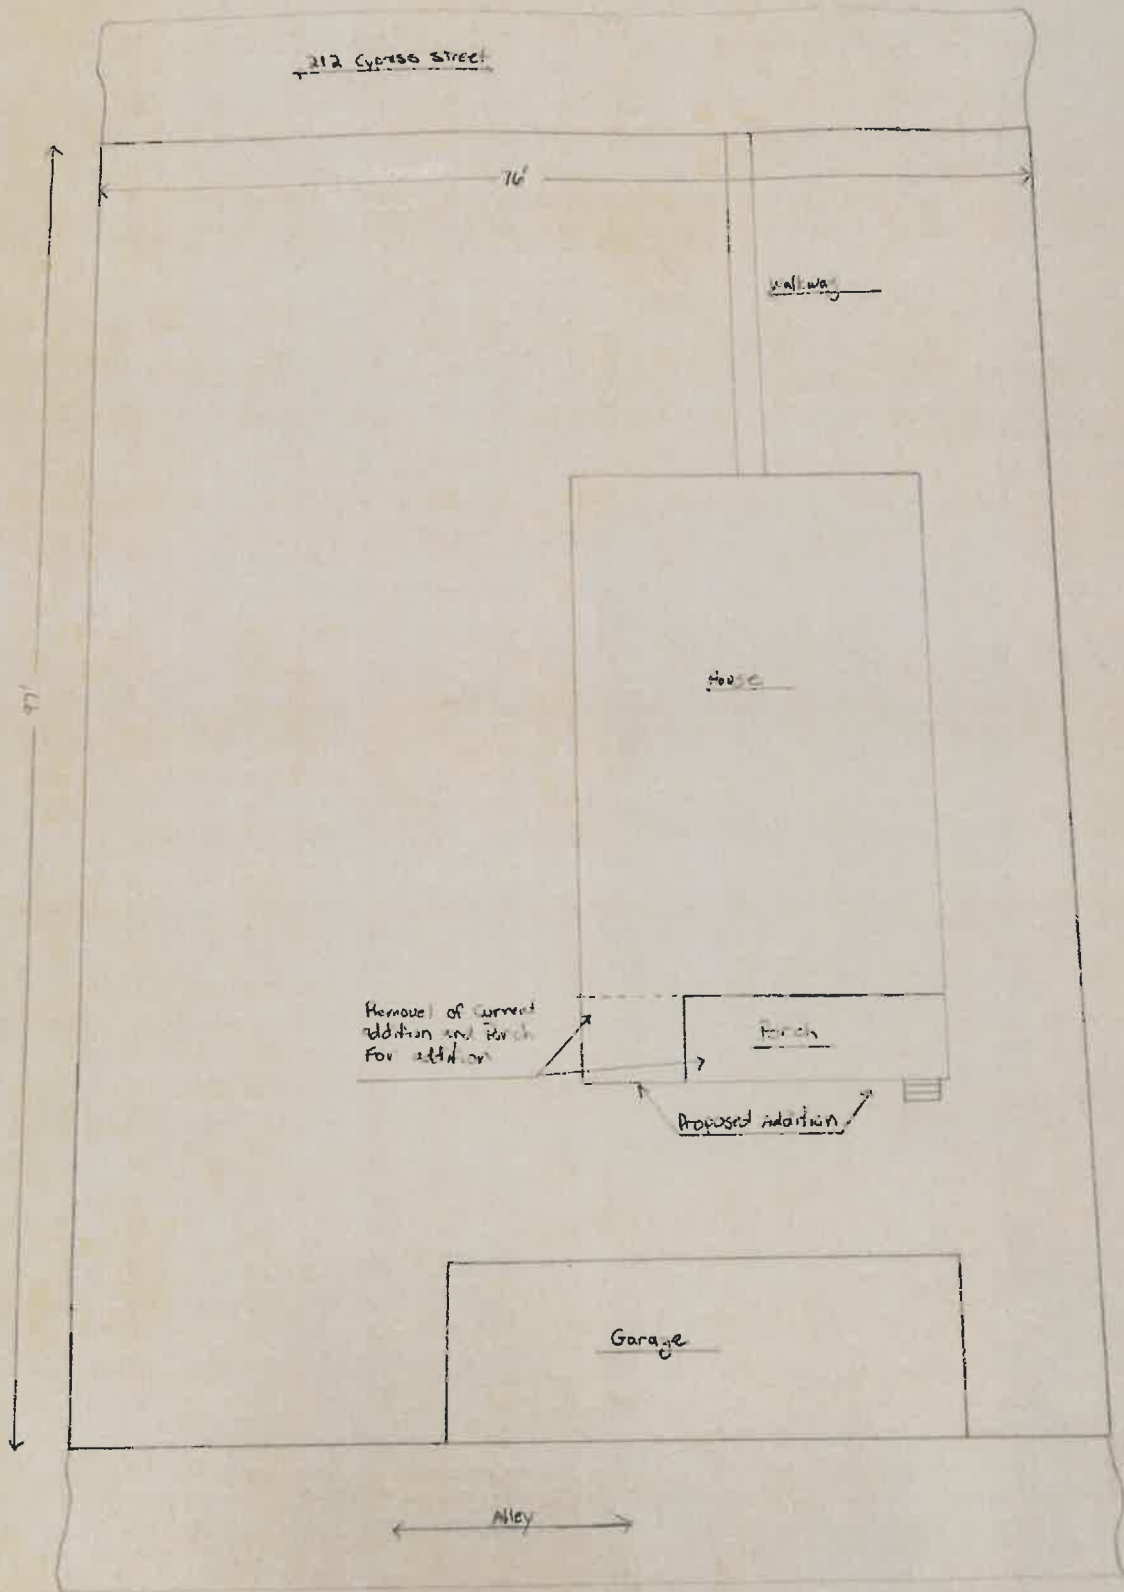 212 Cypress Street
76'
Walkway
97'
House
Removal of current
addition and Porch
For addition
Porch
Proposed Addition
Garage
Alley